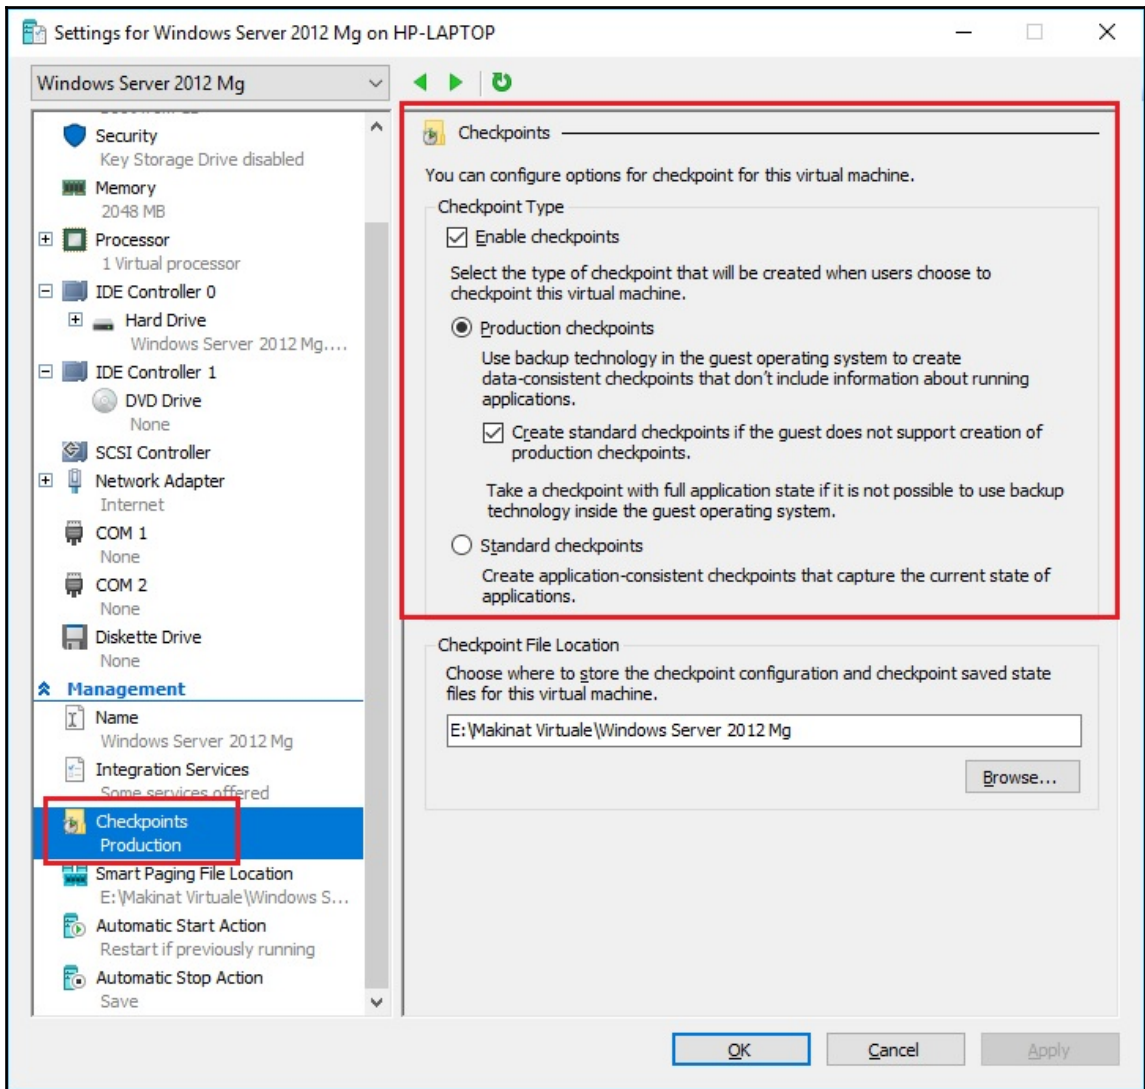 Settings for Windows Server 2012 Mg on HP-LAPTOP
Windows Server 2012 Mg
Security
Key Storage Drive disabled
Memory
2048 MB
Processor
1 Virtual processor
IDE Controller 0
Hard Drive
Windows Server 2012 Mg....
IDE Controller 1
DVD Drive
None
SCSI Controller
Network Adapter
Internet
COM 1
None
COM 2
None
Diskette Drive
None
Management
Name
Windows Server 2012 Mg
Integration Services
Some services offered
Checkpoints
Production
Smart Paging File Location
E:\Makinat Virtuale\Windows S...
Automatic Start Action
Restart if previously running
Automatic Stop Action
Save
Checkpoints
You can configure options for checkpoint for this virtual machine.
Checkpoint Type
Enable checkpoints
Select the type of checkpoint that will be created when users choose to
checkpoint this virtual machine.
Production checkpoints
Use backup technology in the guest operating system to create
data-consistent checkpoints that don't include information about running
applications.
Create standard checkpoints if the guest does not support creation of
production checkpoints.
Take a checkpoint with full application state if it is not possible to use backup
technology inside the guest operating system.
Standard checkpoints
Create application-consistent checkpoints that capture the current state of
applications.
Checkpoint File Location
Choose where to store the checkpoint configuration and checkpoint saved state
files for this virtual machine.
E:\Makinat Virtuale\Windows Server 2012 Mg
Browse...
OK
Cancel
Apply